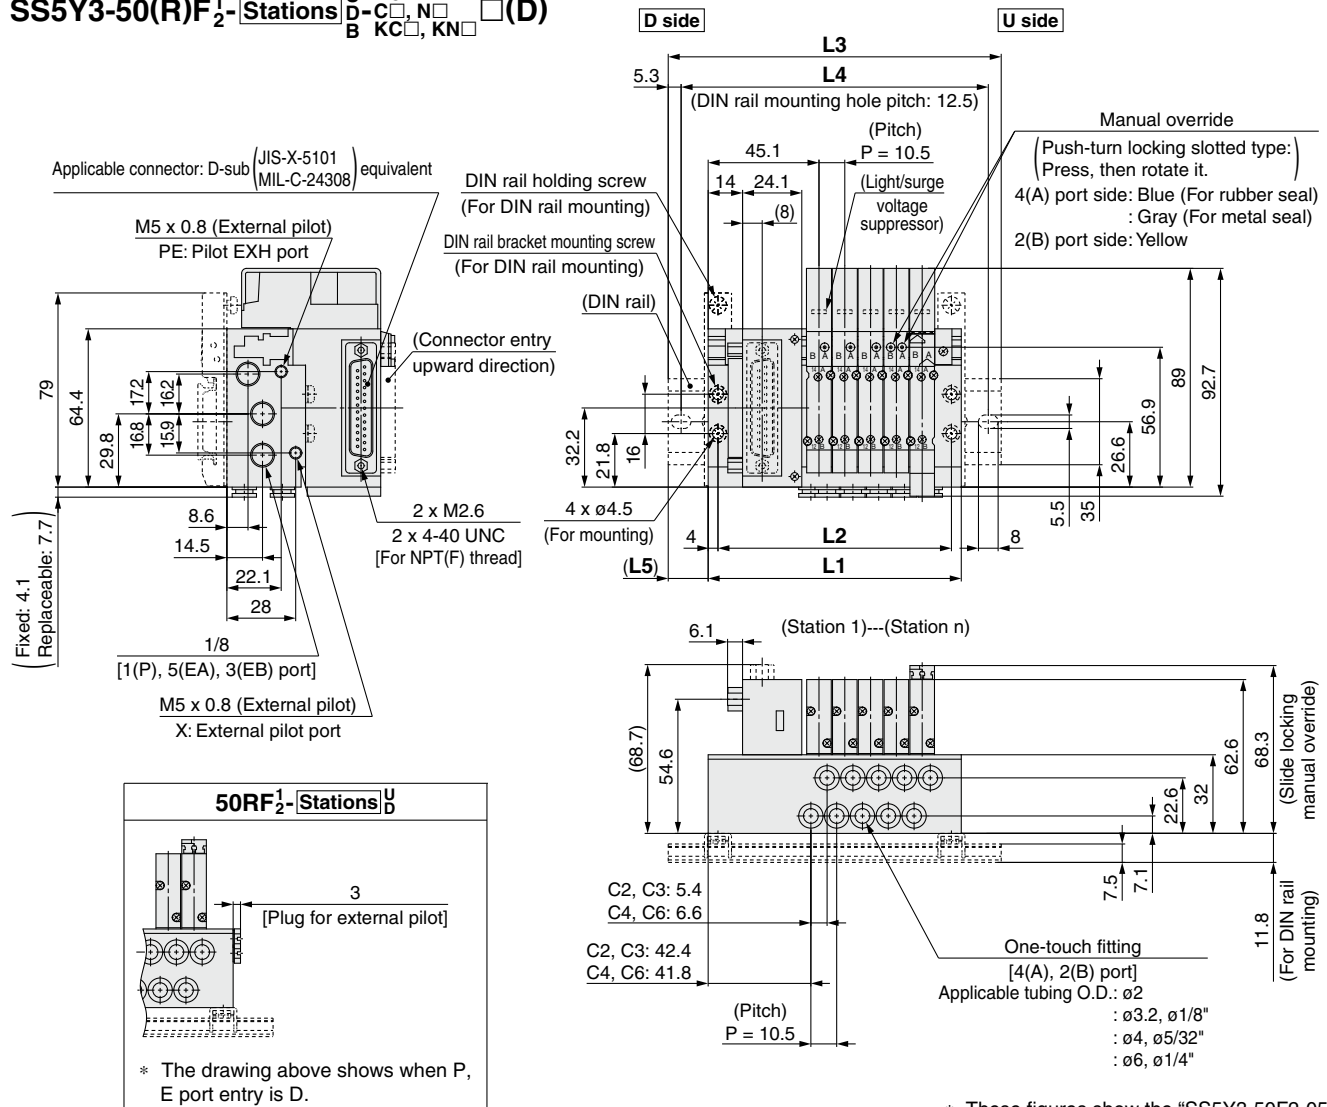 SS5Y3-50(R)F 1/2 - Stations U D B - C□, N□ KC□, KN□ □(D)
D side
U side
L3
5.3
L4
(DIN rail mounting hole pitch: 12.5)
(Pitch)
P = 10.5
45.1
14
24.1
(8)
(Light/surge
voltage
suppressor)
Manual override
(Push-turn locking slotted type:
Press, then rotate it.)
4(A) port side: Blue (For rubber seal)
: Gray (For metal seal)
2(B) port side: Yellow
Applicable connector: D-sub (JIS-X-5101
MIL-C-24308) equivalent
M5 x 0.8 (External pilot)
PE: Pilot EXH port
DIN rail holding screw
(For DIN rail mounting)
DIN rail bracket mounting screw
(For DIN rail mounting)
(DIN rail)
(Connector entry
upward direction)
79
64.4
29.8
17.2
16.2
16.8
15.9
8.6
14.5
22.1
28
(Fixed: 4.1
Replaceable: 7.7)
2 x M2.6
2 x 4-40 UNC
[For NPT(F) thread]
1/8
[1(P), 5(EA), 3(EB) port]
M5 x 0.8 (External pilot)
X: External pilot port
32.2
21.8
16
4 x ø4.5
(For mounting)
4
L2
(L5)
L1
8
5.5
35
26.6
56.9
89
92.7
B A B A B A B A B A
6.1
(Station 1)---(Station n)
(68.7)
54.6
22.6
32
62.6
68.3
(Slide locking
manual override)
7.5
7.1
11.8
(For DIN rail
mounting)
C2, C3: 5.4
C4, C6: 6.6
C2, C3: 42.4
C4, C6: 41.8
(Pitch)
P = 10.5
One-touch fitting
[4(A), 2(B) port]
Applicable tubing O.D.: ø2
: ø3.2, ø1/8"
: ø4, ø5/32"
: ø6, ø1/4"
50RF 1/2 - Stations U D
3
[Plug for external pilot]
* The drawing above shows when P,
E port entry is D.
* These figures show the "SS5Y3-50F2-05